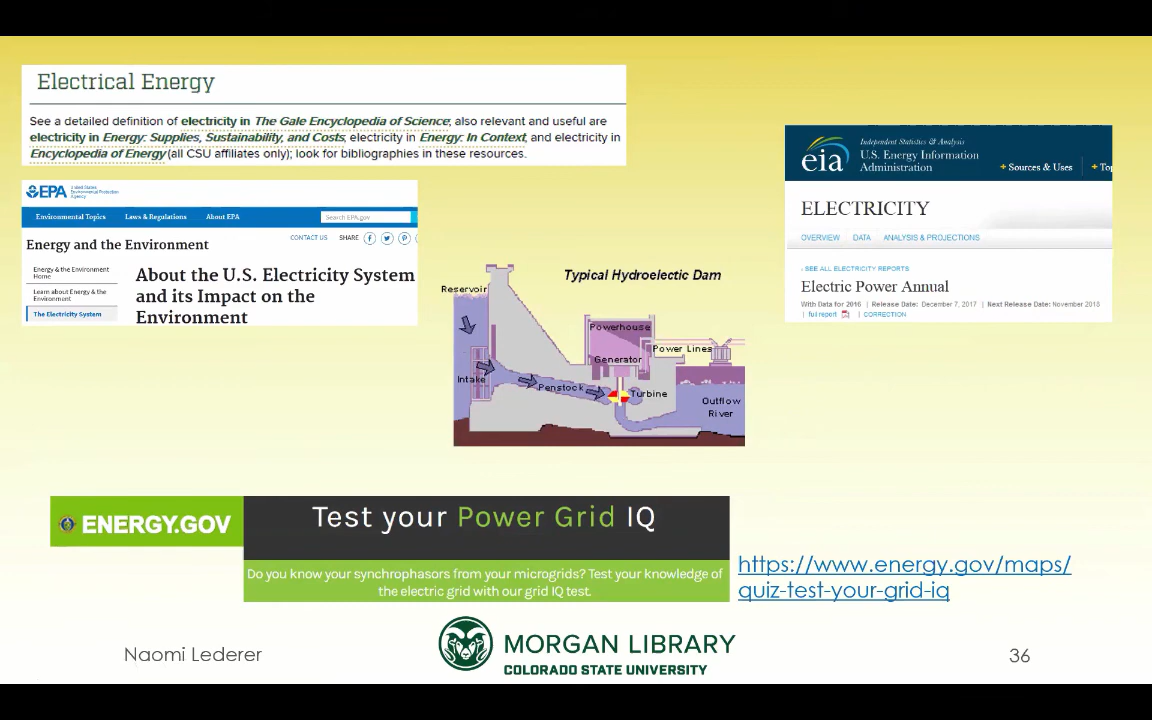 Electrical Energy
See a detailed definition of electricity in The Gale Encyclopedia of Science; also relevant and useful are
electricity in Energy: Supplies, Sustainability, and Costs; electricity in Energy: In Context, and electricity in
Encyclopedia of Energy (all CSU affiliates only); look for bibliographies in these resources.
EPA United States
Environmental Protection
Agency
Environmental Topics Laws & Regulations About EPA Search EPA.gov
CONTACT US SHARE
Energy and the Environment
Energy & the Environment
Home
Learn about Energy & the
Environment
The Electricity System
About the U.S. Electricity System
and its Impact on the
Environment
Typical Hydroelectic Dam
Reservoir
Powerhouse
Power Lines
Generator
Intake
Penstock
Turbine
Outflow
River
eia
Independent Statistics & Analysis
U.S. Energy Information
Administration
+ Sources & Uses + Top
ELECTRICITY
OVERVIEW DATA ANALYSIS & PROJECTIONS
‹ SEE ALL ELECTRICITY REPORTS
Electric Power Annual
With Data for 2016 | Release Date: December 7, 2017 | Next Release Date: November 2018
| full report | CORRECTION
ENERGY.GOV
Test your Power Grid IQ
Do you know your synchrophasors from your microgrids? Test your knowledge of
the electric grid with our grid IQ test.
https://www.energy.gov/maps/
quiz-test-your-grid-iq
Naomi Lederer
MORGAN LIBRARY
COLORADO STATE UNIVERSITY
36